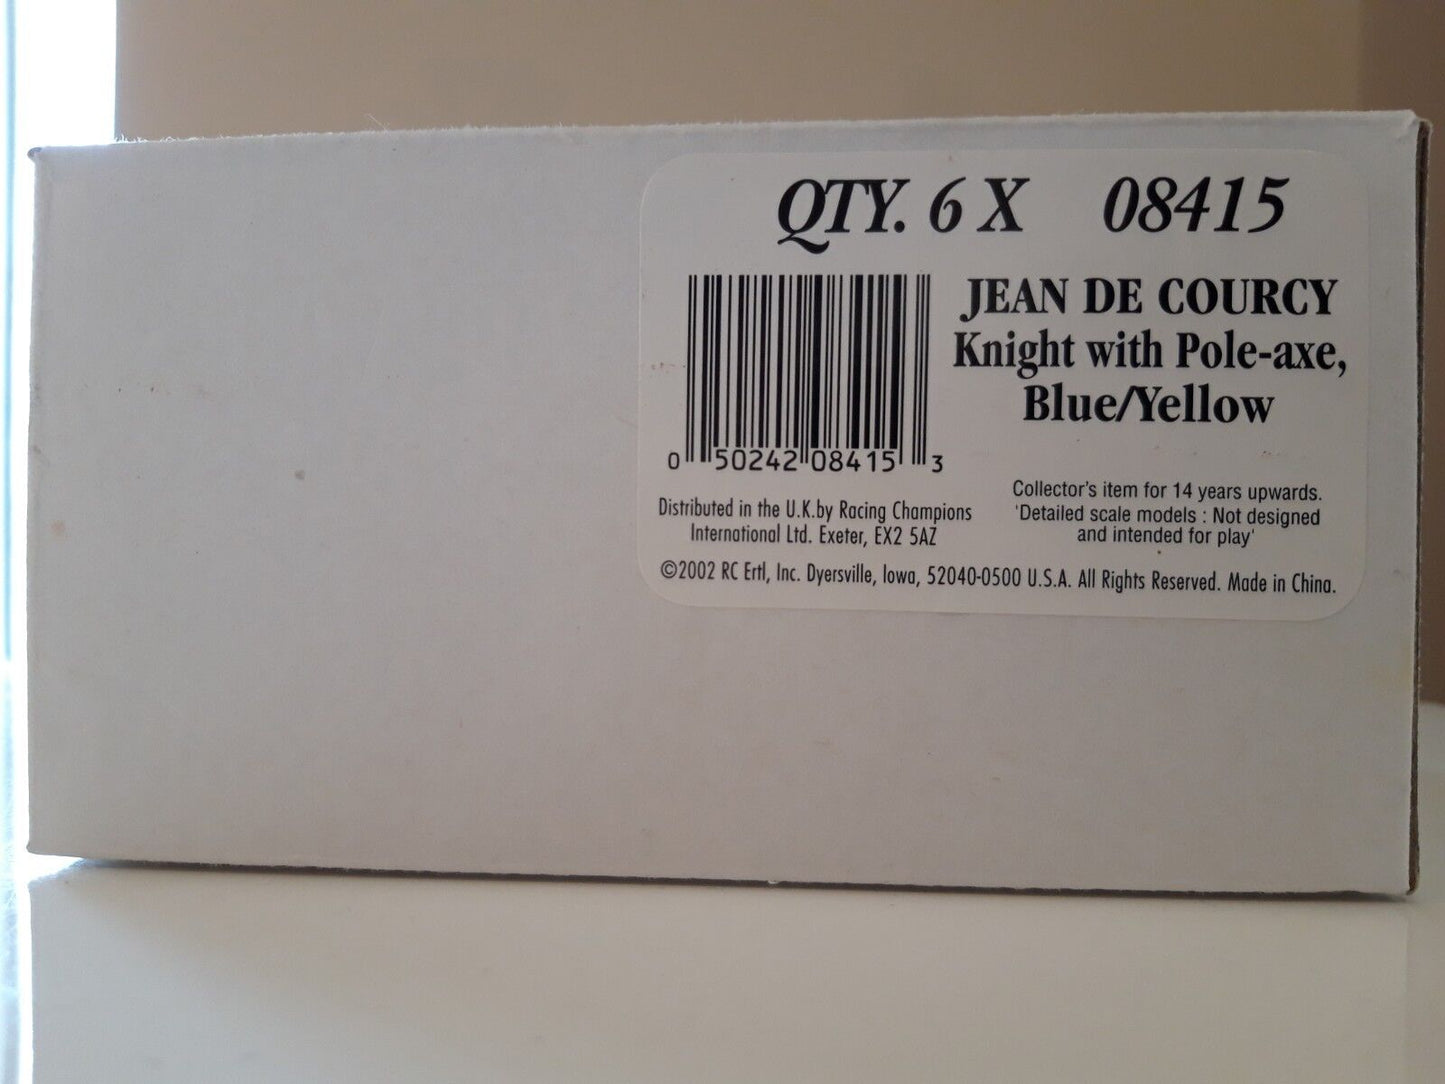 QTY. 6 X 08415
JEAN DE COURCY
Knight with Pole-axe,
Blue/Yellow
0 50242 08415 3
Collector's item for 14 years upwards.
'Detailed scale models : Not designed
and intended for play'
Distributed in the U.K.by Racing Champions
International Ltd. Exeter, EX2 5AZ
©2002 RC Ertl, Inc. Dyersville, Iowa, 52040-0500 U.S.A. All Rights Reserved. Made in China.